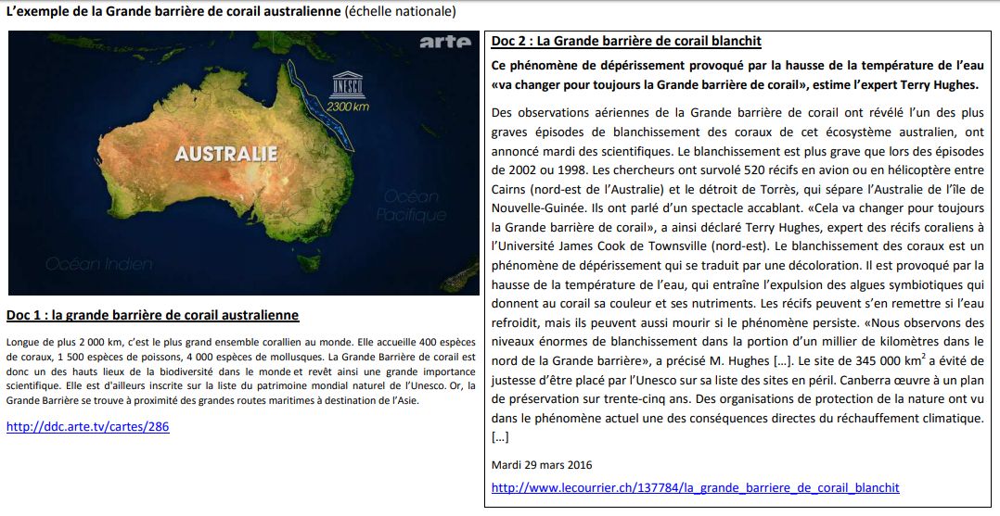 L'exemple de la Grande barrière de corail australienne (échelle nationale)
arte
UNESCO
2300 km
AUSTRALIE
Océan
Pacifique
Océan Indien
Doc 1 : la grande barrière de corail australienne
Longue de plus 2 000 km, c'est le plus grand ensemble corallien au monde. Elle accueille 400 espèces
de coraux, 1 500 espèces de poissons, 4 000 espèces de mollusques. La Grande Barrière de corail est
donc un des hauts lieux de la biodiversité dans le monde et revêt ainsi une grande importance
scientifique. Elle est d'ailleurs inscrite sur la liste du patrimoine mondial naturel de l'Unesco. Or, la
Grande Barrière se trouve à proximité des grandes routes maritimes à destination de l'Asie.
http://ddc.arte.tv/cartes/286
Doc 2 : La Grande barrière de corail blanchit
Ce phénomène de dépérissement provoqué par la hausse de la température de l'eau
«va changer pour toujours la Grande barrière de corail», estime l'expert Terry Hughes.
Des observations aériennes de la Grande barrière de corail ont révélé l'un des plus
graves épisodes de blanchissement des coraux de cet écosystème australien, ont
annoncé mardi des scientifiques. Le blanchissement est plus grave que lors des épisodes
de 2002 ou 1998. Les chercheurs ont survolé 520 récifs en avion ou en hélicoptère entre
Cairns (nord-est de l'Australie) et le détroit de Torrès, qui sépare l'Australie de l'île de
Nouvelle-Guinée. Ils ont parlé d'un spectacle accablant. «Cela va changer pour toujours
la Grande barrière de corail», a ainsi déclaré Terry Hughes, expert des récifs coraliens à
l'Université James Cook de Townsville (nord-est). Le blanchissement des coraux est un
phénomène de dépérissement qui se traduit par une décoloration. Il est provoqué par la
hausse de la température de l'eau, qui entraîne l'expulsion des algues symbiotiques qui
donnent au corail sa couleur et ses nutriments. Les récifs peuvent s'en remettre si l'eau
refroidit, mais ils peuvent aussi mourir si le phénomène persiste. «Nous observons des
niveaux énormes de blanchissement dans la portion d'un millier de kilomètres dans le
nord de la Grande barrière», a précisé M. Hughes […]. Le site de 345 000 km² a évité de
justesse d'être placé par l'Unesco sur sa liste des sites en péril. Canberra œuvre à un plan
de préservation sur trente-cinq ans. Des organisations de protection de la nature ont vu
dans le phénomène actuel une des conséquences directes du réchauffement climatique.
[…]
Mardi 29 mars 2016
http://www.lecourrier.ch/137784/la_grande_barriere_de_corail_blanchit